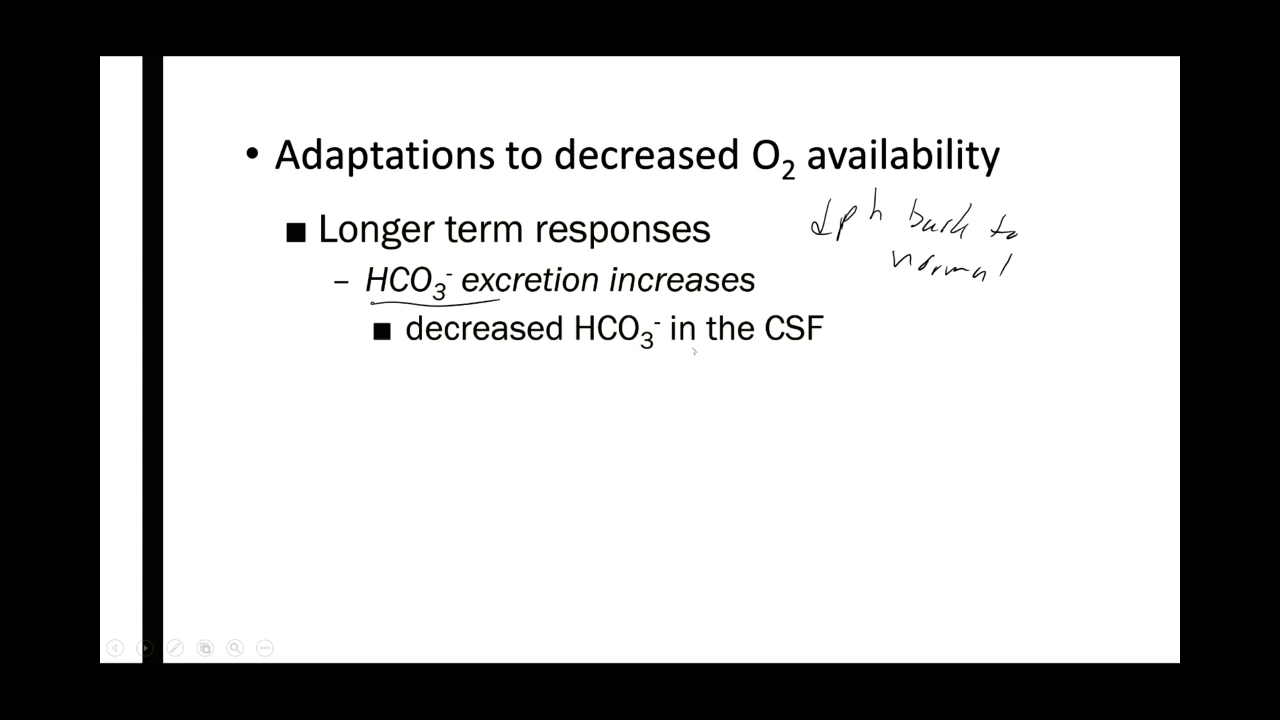 • Adaptations to decreased O₂ availability
■ Longer term responses
↓ph back to
normal
– HCO₃⁻ excretion increases
■ decreased HCO₃⁻ in the CSF